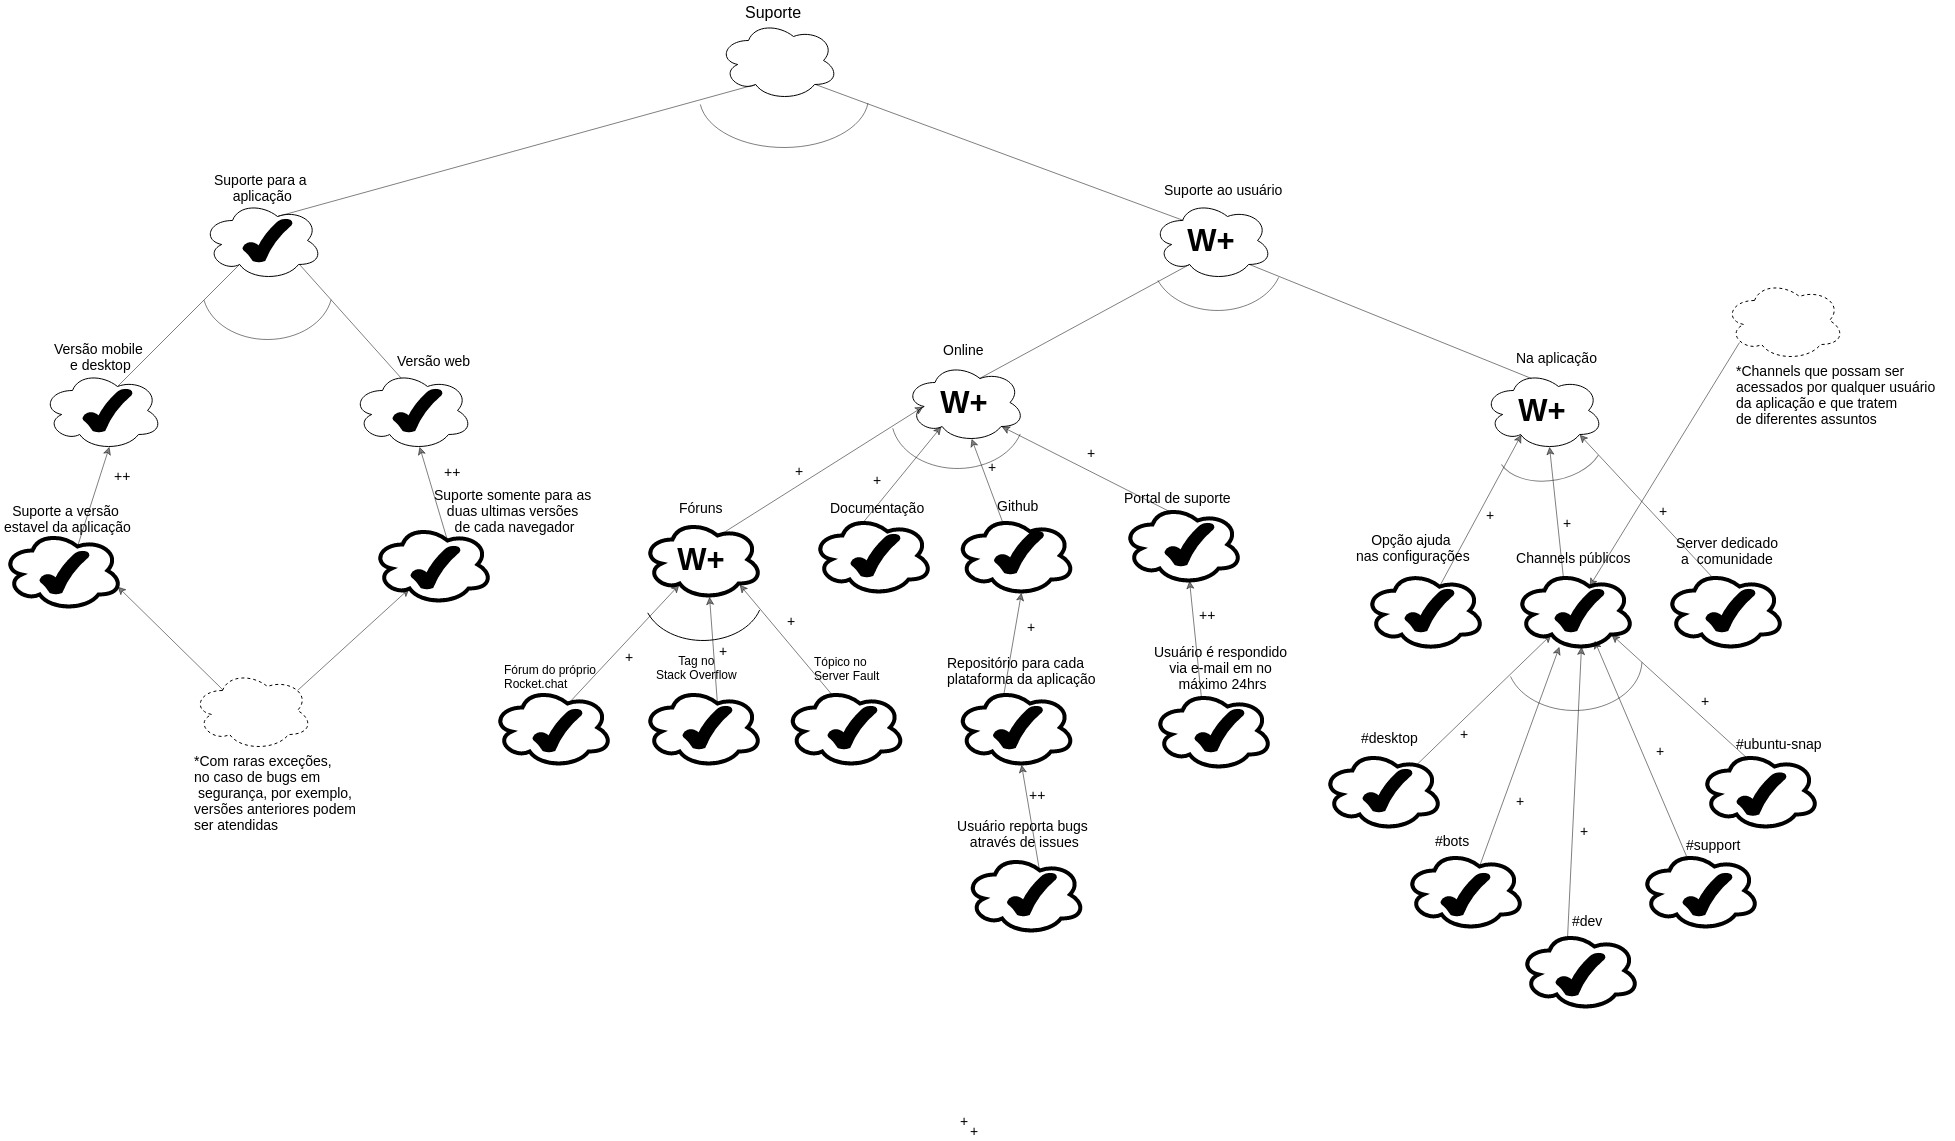 Suporte
Suporte para a
aplicação
Suporte ao usuário
W+
Versão mobile
e desktop
Versão web
Online
W+
Na aplicação
W+
*Channels que possam ser
acessados por qualquer usuário
da aplicação e que tratem
de diferentes assuntos
++
++
+
+
+
+
+
+
+
Suporte a versão
estavel da aplicação
Suporte somente para as
duas ultimas versões
de cada navegador
Fóruns
W+
Documentação
Github
Portal de suporte
Opção ajuda
nas configurações
Channels públicos
Server dedicado
a comunidade
+
+
+
+
++
Fórum do próprio
Rocket.chat
Tag no
Stack Overflow
Tópico no
Server Fault
Repositório para cada
plataforma da aplicação
Usuário é respondido
via e-mail em no
máximo 24hrs
*Com raras exceções,
no caso de bugs em
segurança, por exemplo,
versões anteriores podem
ser atendidas
++
Usuário reporta bugs
através de issues
+
+
+
+
+
#desktop
#ubuntu-snap
#bots
#support
#dev
+
+